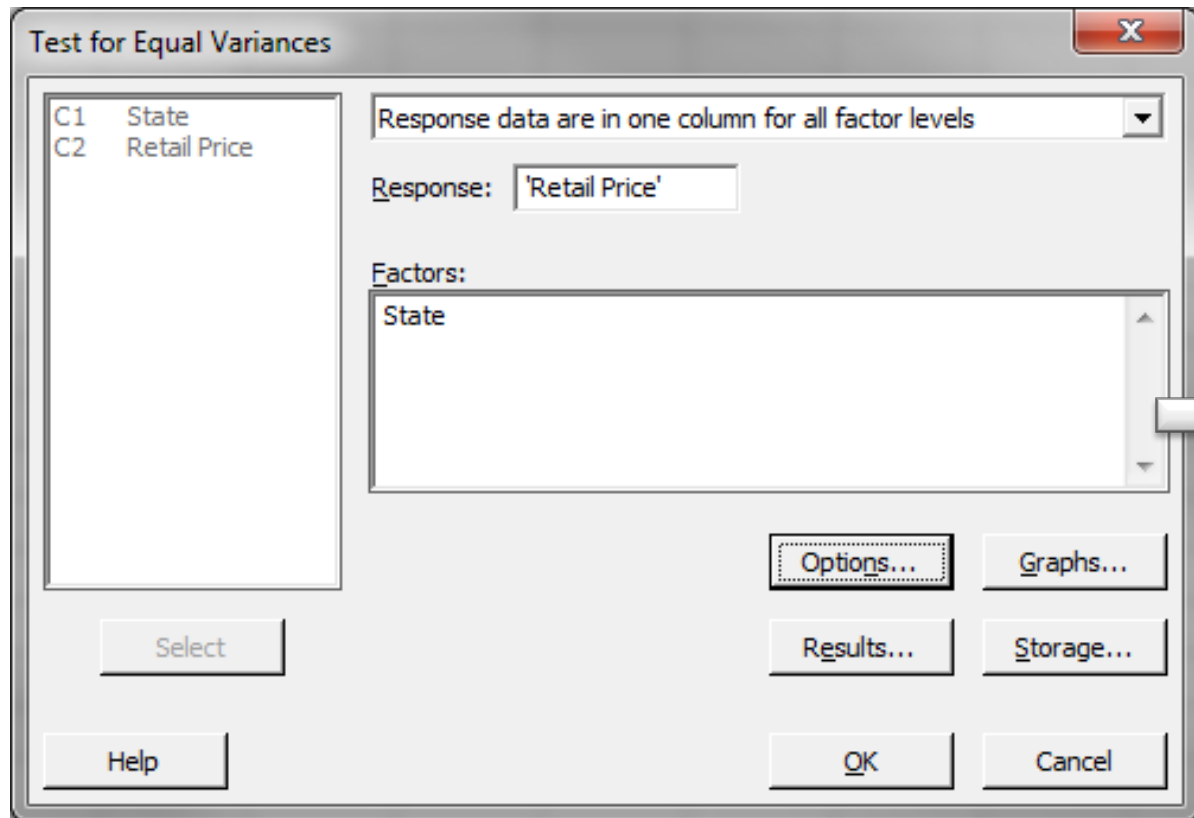 Test for Equal Variances
C1 State
C2 Retail Price
Response data are in one column for all factor levels
Response: 'Retail Price'
Factors:
State
Options... Graphs...
Select Results... Storage...
Help OK Cancel